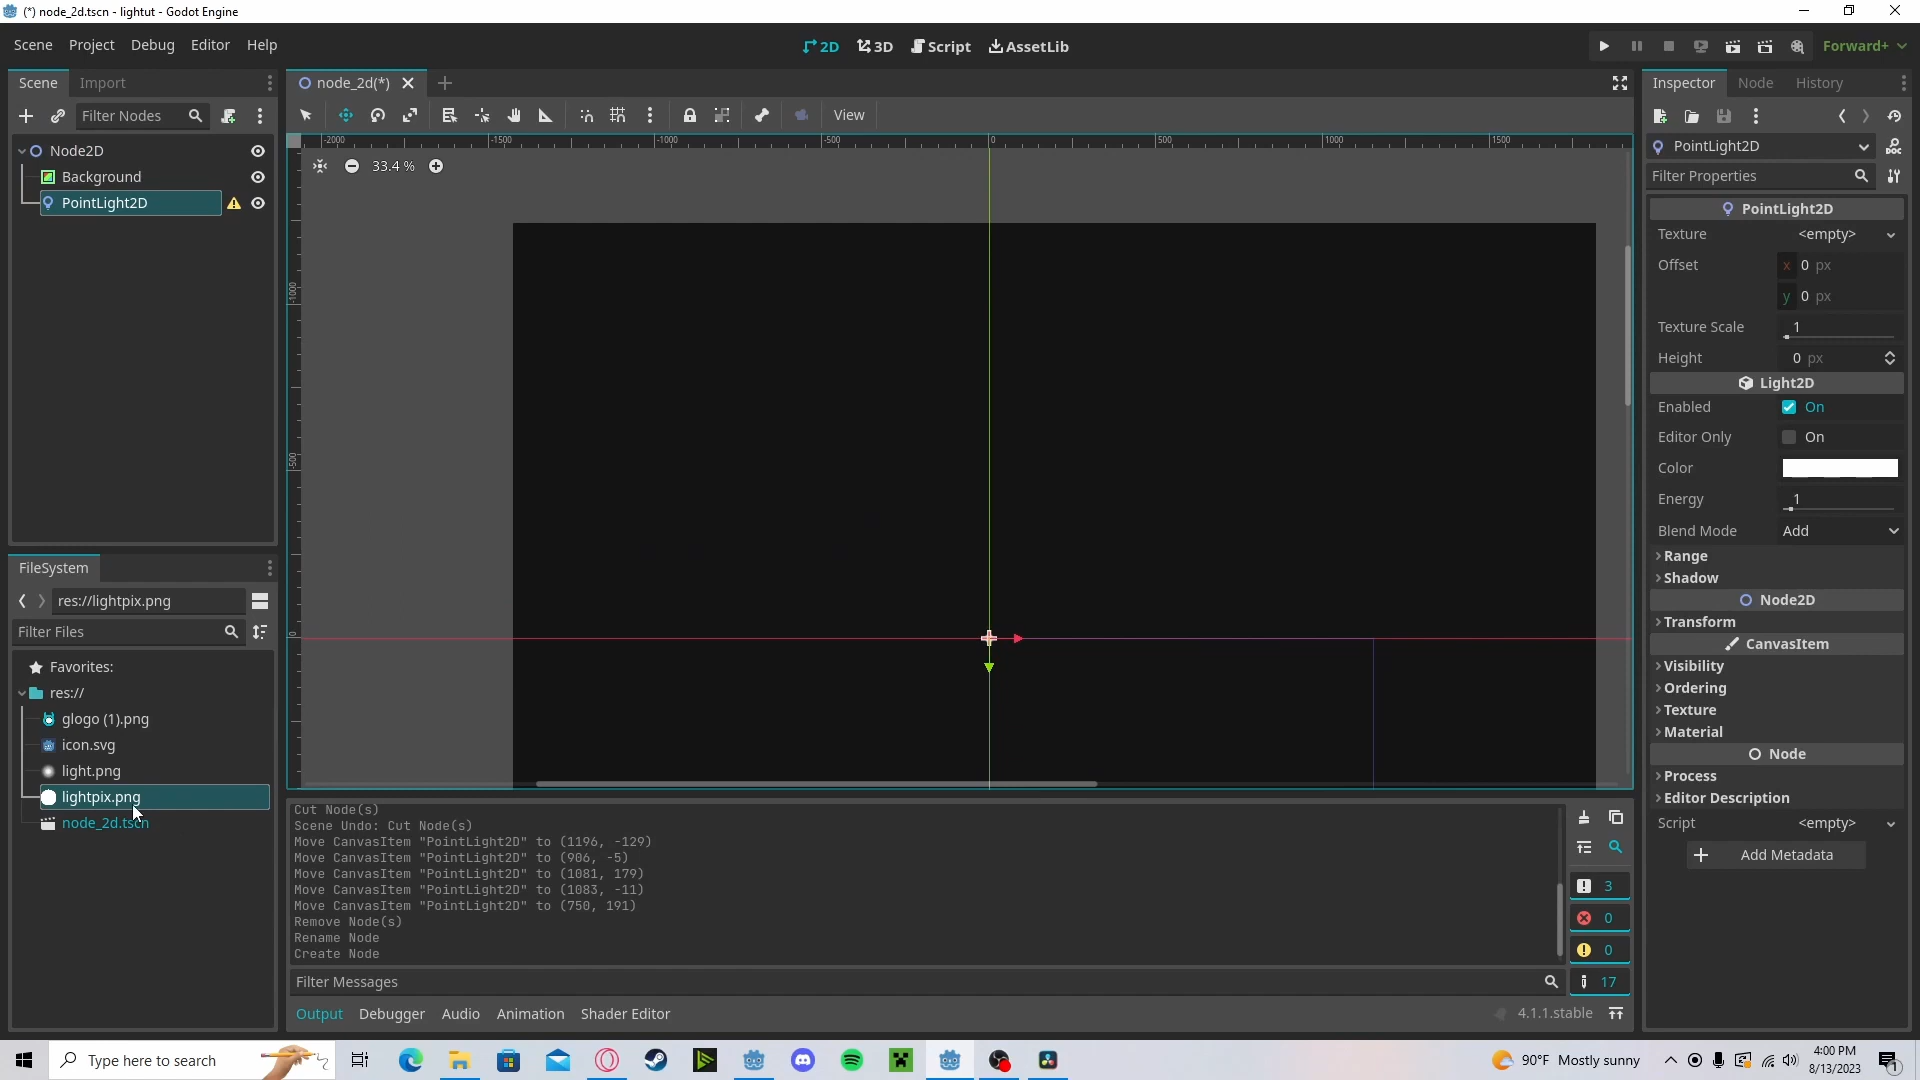 (*) node_2d.tscn - lightut - Godot Engine
Scene Project Debug Editor Help
2D 3D Script AssetLib
Forward+
Scene Import
node_2d(*)
Inspector Node History
Filter Nodes
View
PointLight2D
Filter Properties
Node2D
Background
PointLight2D
-2000 -1500 -1000 -500 0 500 1000 1500
33.4 %
-1000
-500
0
PointLight2D
Texture <empty>
Offset x 0 px
y 0 px
Texture Scale 1
Height 0 px
Light2D
Enabled On
Editor Only On
Color
Energy 1
Blend Mode Add
Range
Shadow
Node2D
Transform
CanvasItem
Visibility
Ordering
Texture
Material
Node
Process
Editor Description
Script <empty>
Add Metadata
FileSystem
res://lightpix.png
Filter Files
Favorites:
res://
glogo (1).png
icon.svg
light.png
lightpix.png
node_2d.tscn
Cut Node(s)
Scene Undo: Cut Node(s)
Move CanvasItem "PointLight2D" to (1196, -129)
Move CanvasItem "PointLight2D" to (906, -5)
Move CanvasItem "PointLight2D" to (1081, 179)
Move CanvasItem "PointLight2D" to (1083, -11)
Move CanvasItem "PointLight2D" to (750, 191)
Remove Node(s)
Rename Node
Create Node
3
0
0
17
Filter Messages
Output Debugger Audio Animation Shader Editor
4.1.1.stable
Type here to search
90°F Mostly sunny
4:00 PM
8/13/2023
1